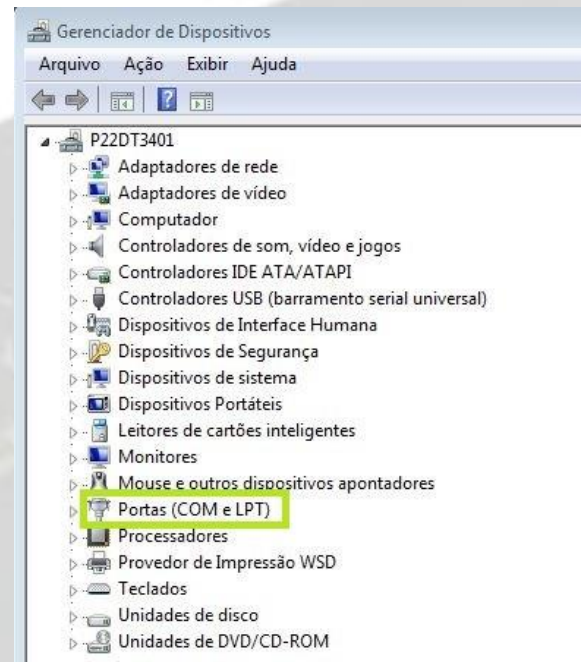 Gerenciador de Dispositivos
Arquivo Ação Exibir Ajuda
P22DT3401
Adaptadores de rede
Adaptadores de vídeo
Computador
Controladores de som, vídeo e jogos
Controladores IDE ATA/ATAPI
Controladores USB (barramento serial universal)
Dispositivos de Interface Humana
Dispositivos de Segurança
Dispositivos de sistema
Dispositivos Portáteis
Leitores de cartões inteligentes
Monitores
Mouse e outros dispositivos apontadores
Portas (COM e LPT)
Processadores
Provedor de Impressão WSD
Teclados
Unidades de disco
Unidades de DVD/CD-ROM